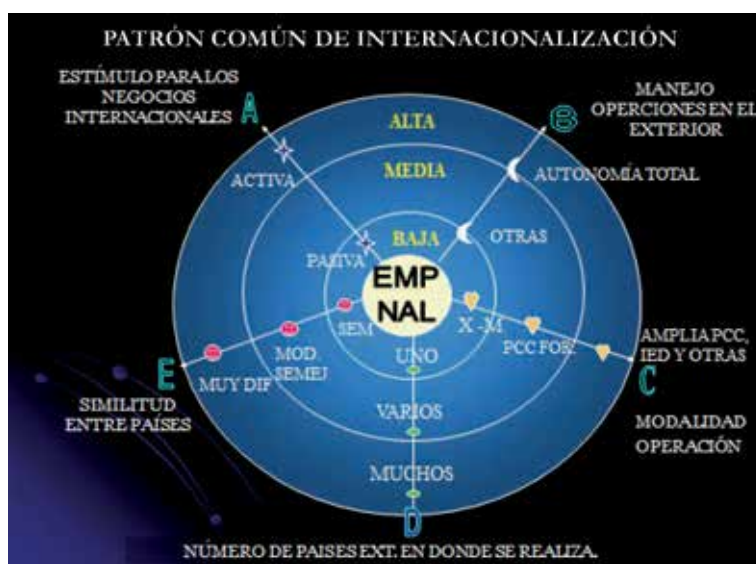 PATRÓN COMÚN DE INTERNACIONALIZACIÓN
ESTÍMULO PARA LOS
NEGOCIOS
INTERNACIONALES
A
B
MANEJO
OPERCIONES EN EL
EXTERIOR
ALTA
MEDIA
BAJA
ACTIVA
PASIVA
AUTONOMÍA TOTAL
OTRAS
EMP
NAL
SEM
MOD.
SEMEJ
MUY DIF
E
SIMILITUD
ENTRE PAÍSES
X -M
PCC FOR.
AMPLIA PCC,
IED Y OTRAS
C
MODALIDAD
OPERACIÓN
UNO
VARIOS
MUCHOS
D
NÚMERO DE PAISES EXT. EN DONDE SE REALIZA.